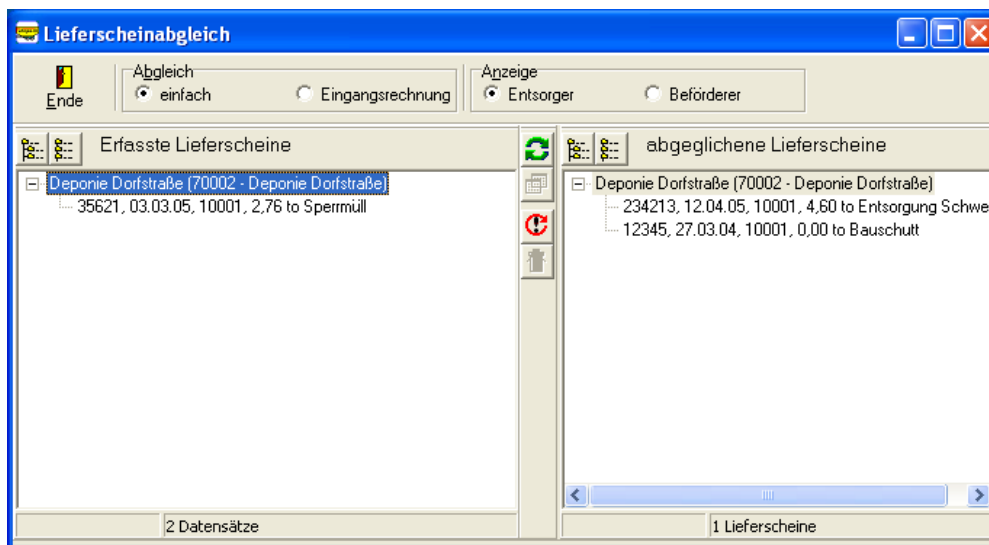 Lieferscheinabgleich
Ende
Abgleich
einfach
Eingangsrechnung
Anzeige
Entsorger
Beförderer
Erfasste Lieferscheine
Deponie Dorfstraße (70002 - Deponie Dorfstraße)
35621, 03.03.05, 10001, 2,76 to Sperrmüll
2 Datensätze
abgeglichene Lieferscheine
Deponie Dorfstraße (70002 - Deponie Dorfstraße)
234213, 12.04.05, 10001, 4,60 to Entsorgung Schwe
12345, 27.03.04, 10001, 0,00 to Bauschutt
1 Lieferscheine